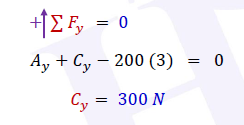 +↑ Σ F_y = 0
A_y + C_y − 200 (3) = 0
C_y = 300 N